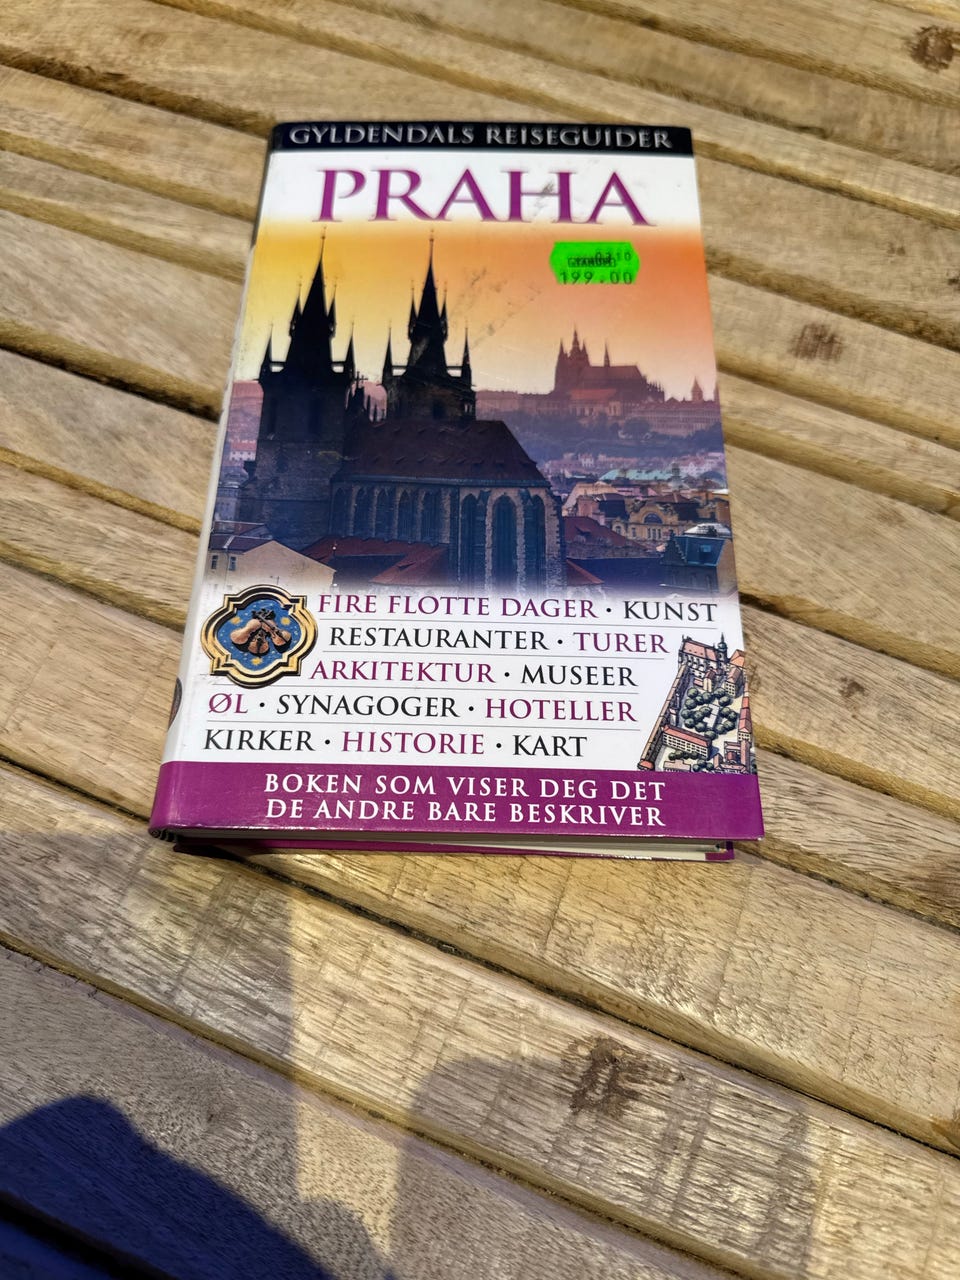 GYLDENDALS REISEGUIDER
PRAHA
0310
199.00
FIRE FLOTTE DAGER · KUNST
RESTAURANTER · TURER
ARKITEKTUR · MUSEER
ØL · SYNAGOGER · HOTELLER
KIRKER · HISTORIE · KART
BOKEN SOM VISER DEG DET
DE ANDRE BARE BESKRIVER